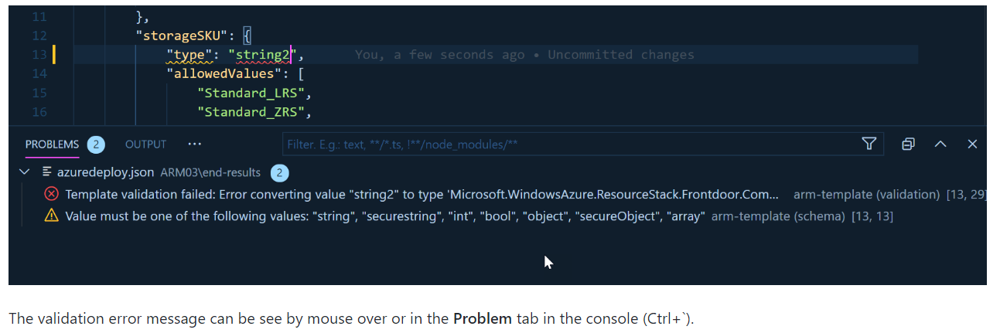 11 },
12 "storageSKU": {
13 "type": "string2", You, a few seconds ago • Uncommitted changes
14 "allowedValues": [
15 "Standard_LRS",
16 "Standard_ZRS",
PROBLEMS 2 OUTPUT ··· Filter. E.g.: text, **/*.ts, !**/node_modules/**
azuredeploy.json ARM03\end-results 2
Template validation failed: Error converting value "string2" to type 'Microsoft.WindowsAzure.ResourceStack.Frontdoor.Com... arm-template (validation) [13, 29]
Value must be one of the following values: "string", "securestring", "int", "bool", "object", "secureObject", "array" arm-template (schema) [13, 13]
The validation error message can be see by mouse over or in the Problem tab in the console (Ctrl+`).